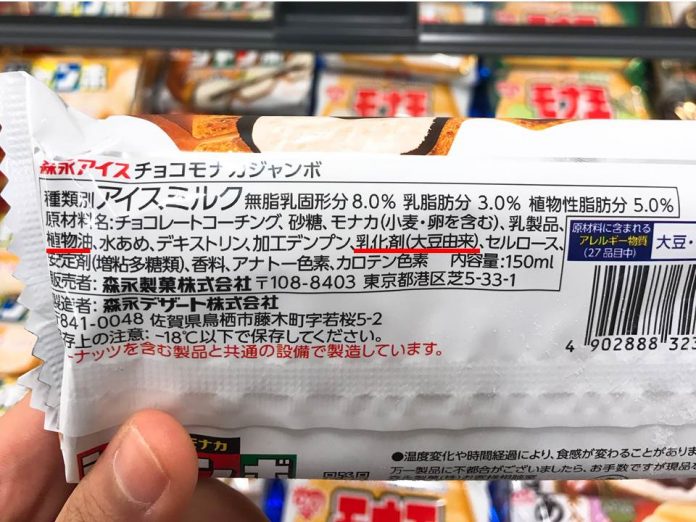 モナ王
モナ王
森永アイス チョコモナカジャンボ
種類別 アイスミルク 無脂乳固形分 8.0% 乳脂肪分 3.0% 植物性脂肪分 5.0%
原材料名:チョコレートコーチング、砂糖、モナカ(小麦・卵を含む)、乳製品、
植物油、水あめ、デキストリン、加工デンプン、乳化剤(大豆由来)、セルロース、
安定剤(増粘多糖類)、香料、アナトー色素、カロテン色素 内容量:150ml
販売者:森永製菓株式会社 〒108-8403 東京都港区芝5-33-1
製造者:森永デザート株式会社
〒841-0048 佐賀県鳥栖市藤木町字若桜5-2
存上の注意:-18℃以下で保存してください。
ナッツを含む製品と共通の設備で製造しています。
原材料に含まれる
アレルギー物質
(27品目中)
大豆・
4 902888 323
モナカ
●温度変化や時間経過により、食感が変わることがありま
万一製品に不都合がございましたら、お手数ですが現品を